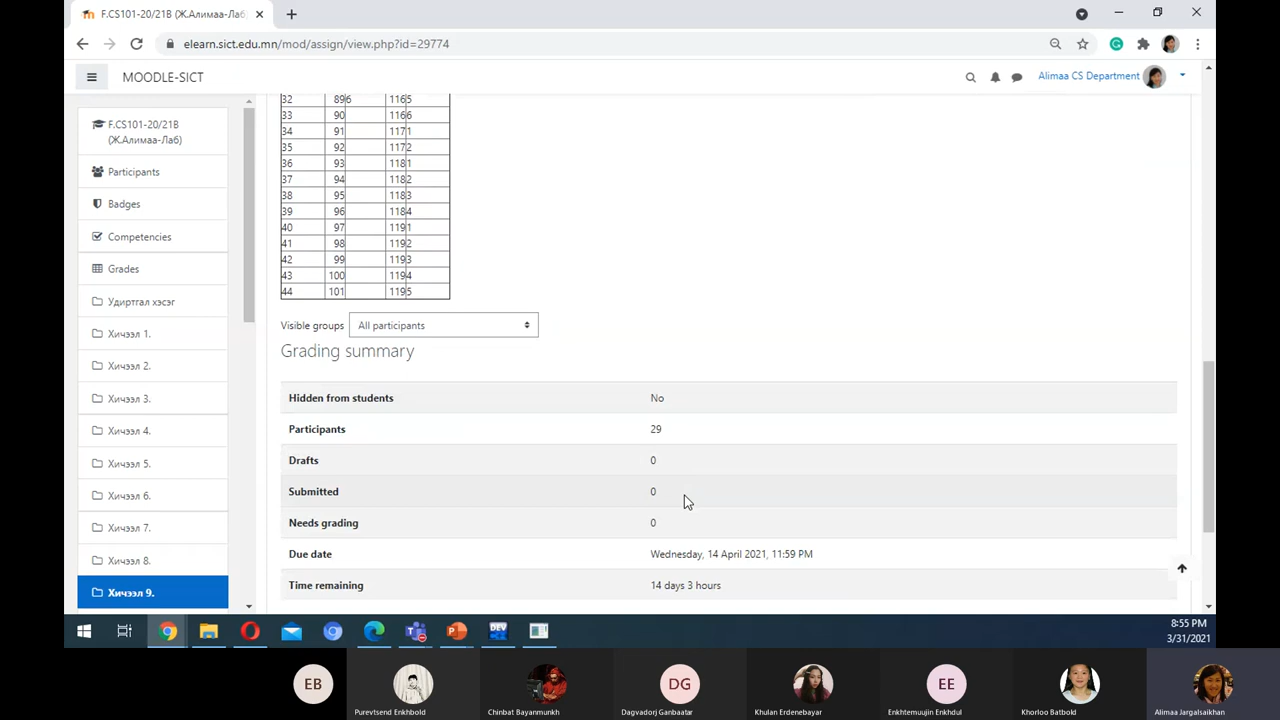 F.CS101-20/21B (Ж.Алимаа-Лаб
elearn.sict.edu.mn/mod/assign/view.php?id=29774
MOODLE-SICT
Alimaa CS Department
F.CS101-20/21B
(Ж.Алимаа-Лаб)
Participants
Badges
Competencies
Grades
Удиртгал хэсэг
Хичээл 1.
Хичээл 2.
Хичээл 3.
Хичээл 4.
Хичээл 5.
Хичээл 6.
Хичээл 7.
Хичээл 8.
Хичээл 9.
32 89 6 116 5
33 90 116 6
34 91 117 1
35 92 117 2
36 93 118 1
37 94 118 2
38 95 118 3
39 96 118 4
40 97 119 1
41 98 119 2
42 99 119 3
43 100 119 4
44 101 119 5
Visible groups All participants
Grading summary
Hidden from students No
Participants 29
Drafts 0
Submitted 0
Needs grading 0
Due date Wednesday, 14 April 2021, 11:59 PM
Time remaining 14 days 3 hours
DEV
8:55 PM
3/31/2021
EB
DG
EE
Purevtsend Enkhbold
Chinbat Bayanmunkh
Dagvadorj Ganbaatar
Khulan Erdenebayar
Enkhtemuujin Enkhdul
Khorloo Batbold
Alimaa Jargalsaikhan